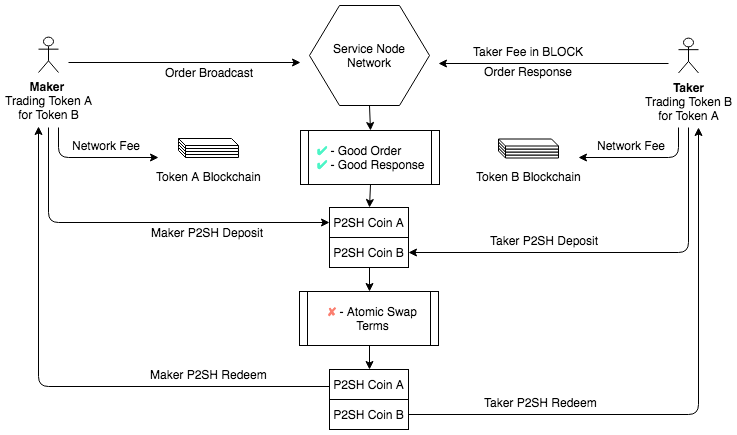 Service Node
Network
Order Broadcast
Taker Fee in BLOCK
Order Response
Maker
Trading Token A
for Token B
Taker
Trading Token B
for Token A
Network Fee
Token A Blockchain
✔ - Good Order
✔ - Good Response
Network Fee
Token B Blockchain
Maker P2SH Deposit
P2SH Coin A
P2SH Coin B
Taker P2SH Deposit
✘ - Atomic Swap
Terms
Maker P2SH Redeem
P2SH Coin A
P2SH Coin B
Taker P2SH Redeem